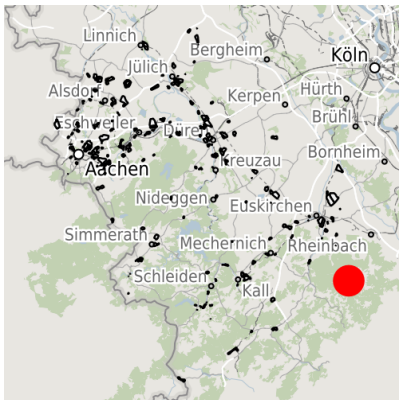 Linnich
Bergheim
Köln
Jülich
Alsdorf
Kerpen
Hürth
Brühl
Eschweiler
Düren
Bornheim
Kreuzau
Aachen
Nideggen
Euskirchen
Simmerath
Mechernich
Rheinbach
Schleiden
Kall